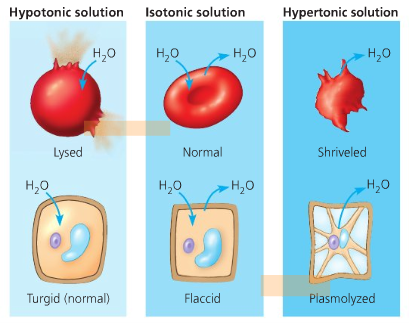 Hypotonic solution
Isotonic solution
Hypertonic solution
H₂O
H₂O
H₂O
H₂O
Lysed
Normal
Shriveled
H₂O
H₂O
H₂O
H₂O
Turgid (normal)
Flaccid
Plasmolyzed